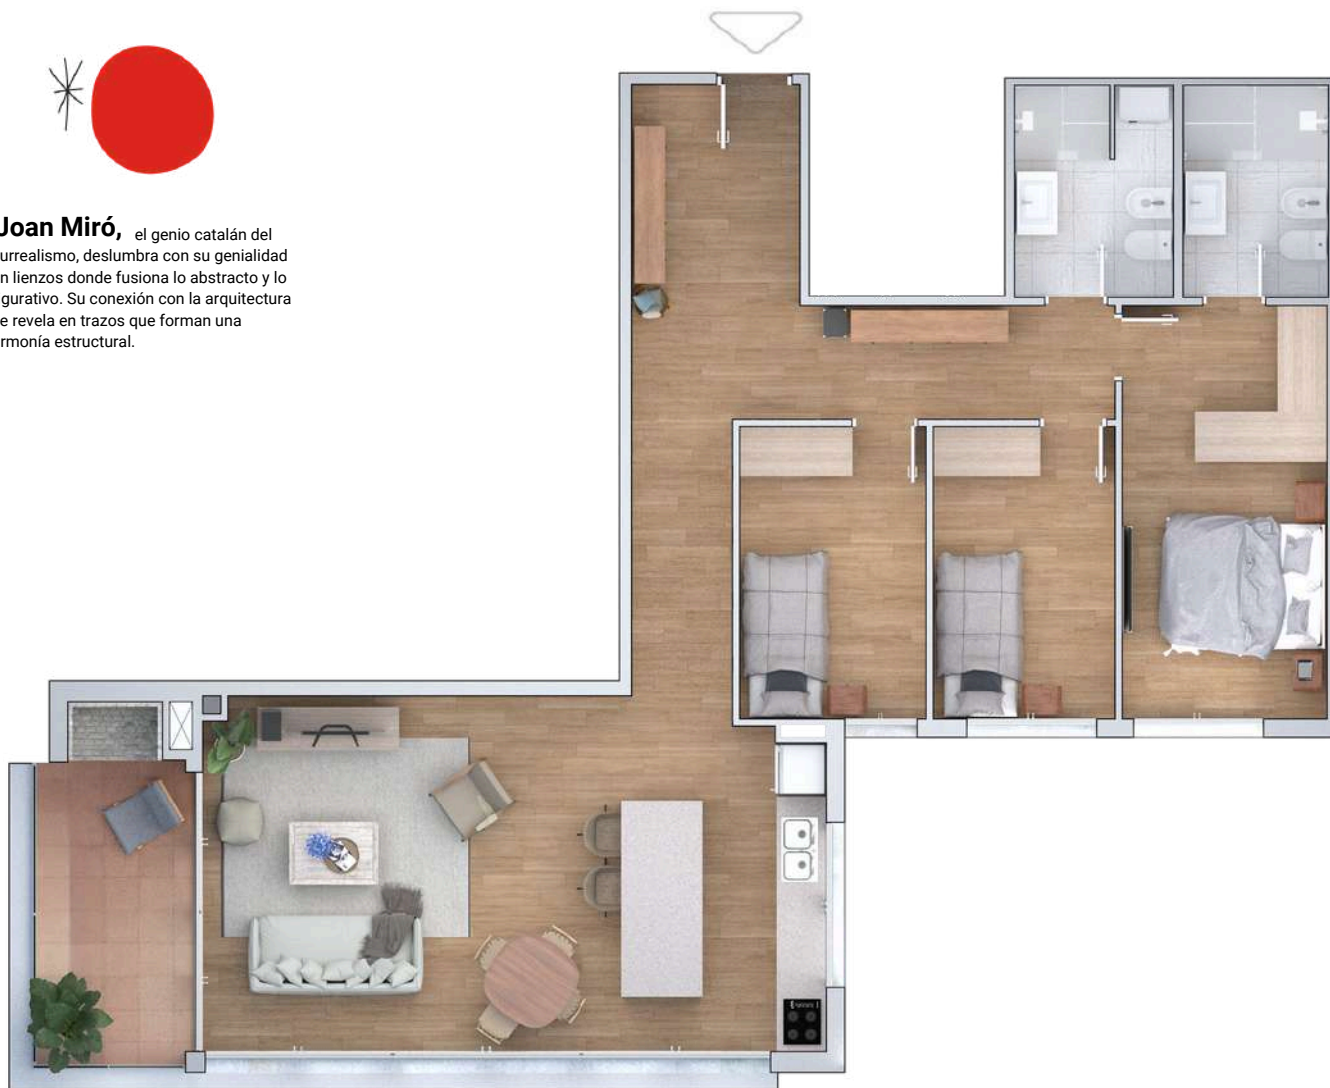 Joan Miró, el genio catalán del
urrealismo, deslumbra con su genialidad
n lienzos donde fusiona lo abstracto y lo
gurativo. Su conexión con la arquitectura
e revela en trazos que forman una
rmonía estructural.